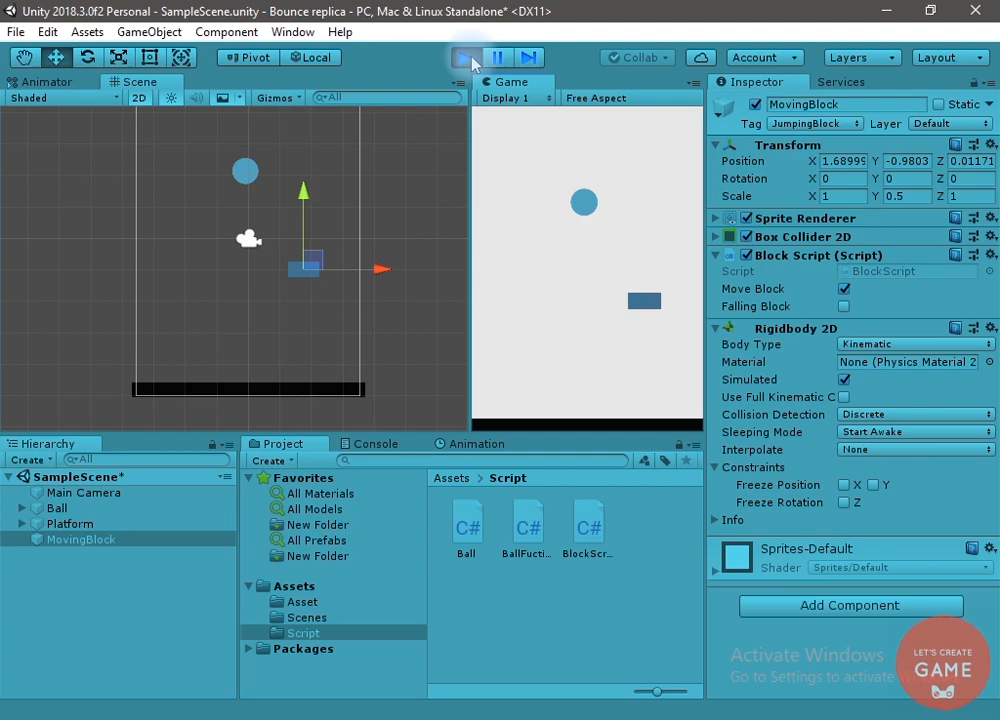 Unity 2018.3.0f2 Personal - SampleScene.unity - Bounce replica - PC, Mac & Linux Standalone* <DX11>
File Edit Assets GameObject Component Window Help
Pivot Local Collab Account Layers Layout
Animator Scene Game Inspector Services
Shaded 2D Gizmos All Display 1 Free Aspect
MovingBlock Static
Tag JumpingBlock Layer Default
Transform
Position X 1.68999 Y -0.9803 Z 0.01171
Rotation X 0 Y 0 Z 0
Scale X 1 Y 0.5 Z 1
Sprite Renderer
Box Collider 2D
Block Script (Script)
Script BlockScript
Move Block
Falling Block
Rigidbody 2D
Body Type Kinematic
Material None (Physics Material 2
Simulated
Use Full Kinematic C
Collision Detection Discrete
Sleeping Mode Start Awake
Interpolate None
Constraints
Freeze Position X Y
Freeze Rotation Z
Info
Sprites-Default
Shader Sprites/Default
Add Component
Hierarchy
Create All
SampleScene*
Main Camera
Ball
Platform
MovingBlock
Project Console Animation
Create
Favorites
All Materials
All Models
New Folder
All Prefabs
New Folder
Assets
Asset
Scenes
Script
Packages
Assets Script
C# C# C#
Ball BallFucti... BlockScr...
Activate Windows
Go to Settings to activate
LET'S CREATE
GAME